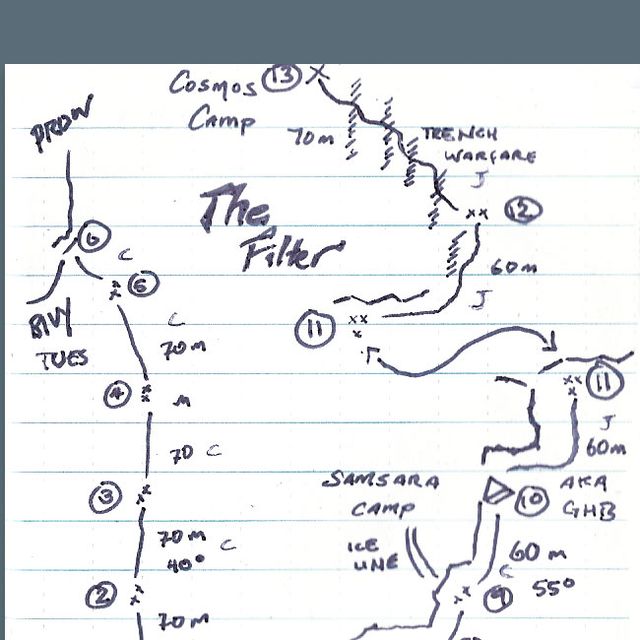 COSMOS 13
CAMP
70m
TRENCH
WARFARE
J
12
PROW
The
Filter
6
C
5
60m
J
11
BIVY
TUES
C
70m
4
M
11
J
60m
70 C
SAMSARA
CAMP
AKA
GHB
10
3
70m
40° C
ICE
LINE
60m
C
55°
9
2
70m